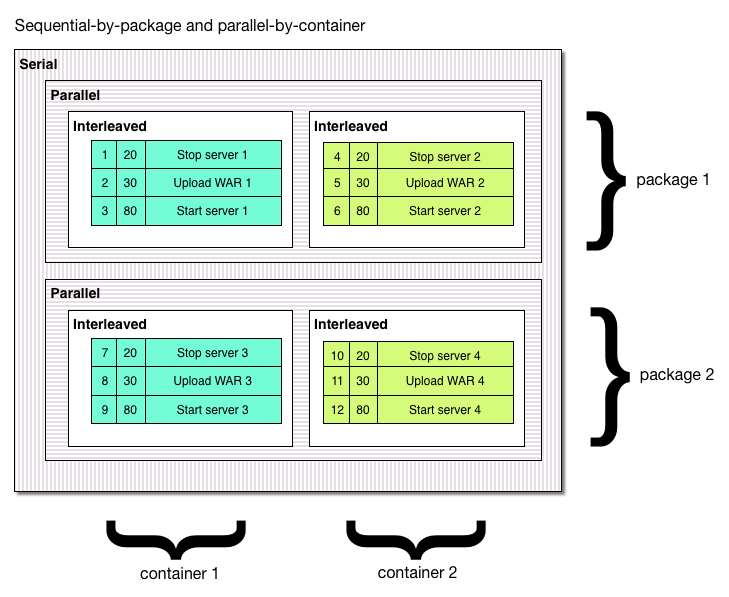 Sequential-by-package and parallel-by-container
Serial
Parallel
Interleaved
1 20 Stop server 1
2 30 Upload WAR 1
3 80 Start server 1
Interleaved
4 20 Stop server 2
5 30 Upload WAR 2
6 80 Start server 2
package 1
Parallel
Interleaved
7 20 Stop server 3
8 30 Upload WAR 3
9 80 Start server 3
Interleaved
10 20 Stop server 4
11 30 Upload WAR 4
12 80 Start server 4
package 2
container 1
container 2